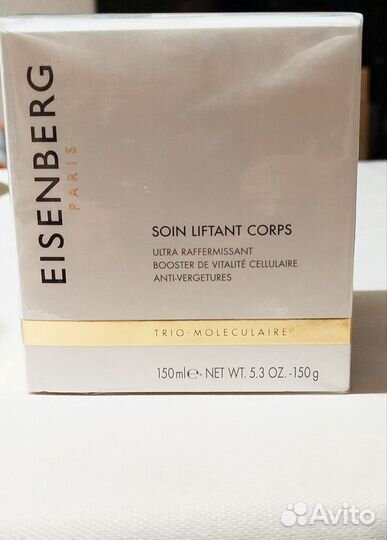 EISENBERG
PARIS
SOIN LIFTANT CORPS
ULTRA RAFFERMISSANT
BOOSTER DE VITALITÉ CELLULAIRE
ANTI-VERGETURES
TRIO-MOLECULAIRE
150ml℮- NET WT. 5.3 OZ. -150g
Avito